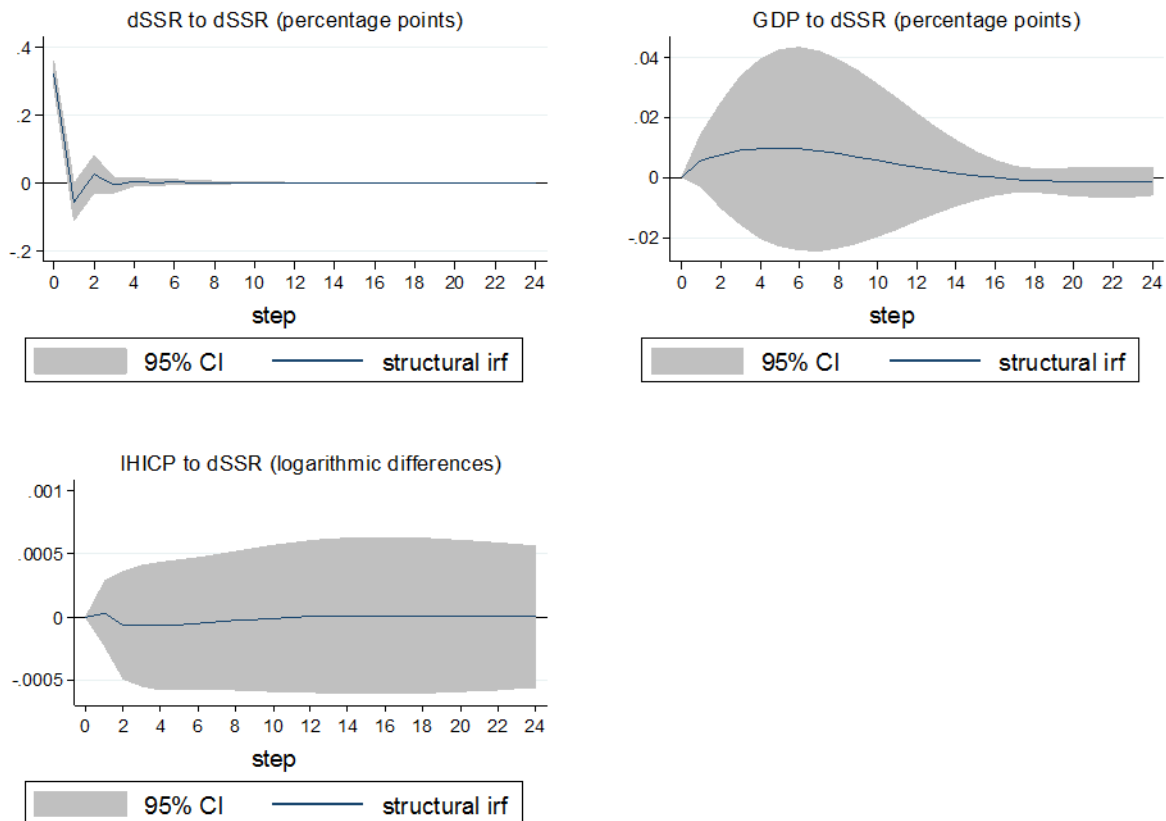 dSSR to dSSR (percentage points)
.4
.2
0
-.2
0 2 4 6 8 10 12 14 16 18 20 22 24
step
95% CI structural irf
GDP to dSSR (percentage points)
.04
.02
0
-.02
0 2 4 6 8 10 12 14 16 18 20 22 24
step
95% CI structural irf
lHICP to dSSR (logarithmic differences)
.001
.0005
0
-.0005
0 2 4 6 8 10 12 14 16 18 20 22 24
step
95% CI structural irf